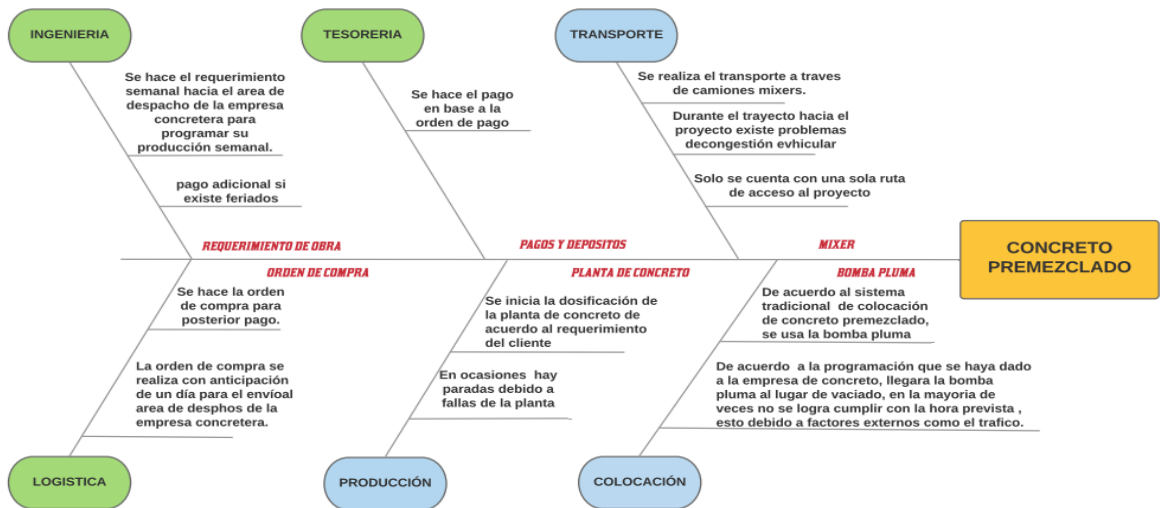 INGENIERIA
Se hace el requerimiento
semanal hacia el area de
despacho de la empresa
concretera para
programar su
producción semanal.
pago adicional si
existe feriados
REQUERIMIENTO DE OBRA
TESORERIA
Se hace el pago
en base a la
orden de pago
PAGOS Y DEPOSITOS
TRANSPORTE
Se realiza el transporte a traves
de camiones mixers.
Durante el trayecto hacia el
proyecto existe problemas
decongestión evhicular
Solo se cuenta con una sola ruta
de acceso al proyecto
MIXER
CONCRETO
PREMEZCLADO
ORDEN DE COMPRA
Se hace la orden
de compra para
posterior pago.
La orden de compra se
realiza con anticipación
de un día para el envíoal
area de desphos de la
empresa concretera.
LOGISTICA
PLANTA DE CONCRETO
Se inicia la dosificación de
la planta de concreto de
acuerdo al requerimiento
del cliente
En ocasiones hay
paradas debido a
fallas de la planta
PRODUCCIÓN
BOMBA PLUMA
De acuerdo al sistema
tradicional de colocación
de concreto premezclado,
se usa la bomba pluma
De acuerdo a la programación que se haya dado
a la empresa de concreto, llegara la bomba
pluma al lugar de vaciado, en la mayoria de
veces no se logra cumplir con la hora prevista ,
esto debido a factores externos como el trafico.
COLOCACIÓN